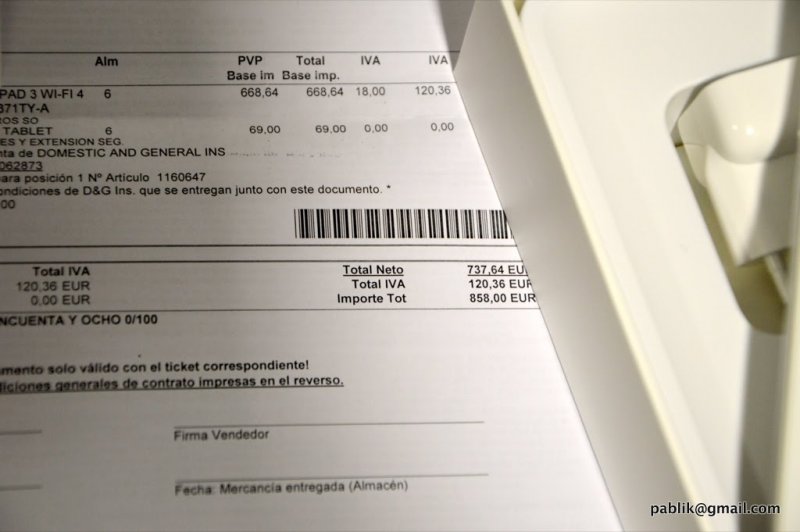 Alm PVP Total IVA IVA
Base im Base imp.
PAD 3 WI-FI 4 6 668,64 668,64 18,00 120,36
371TY-A
ROS SO
TABLET 6 69,00 69,00 0,00 0,00
ES Y EXTENSION SEG.
nta de DOMESTIC AND GENERAL INS
062873
para posición 1 Nº Articulo 1160647
ondiciones de D&G Ins. que se entregan junto con este documento. *
00
Total IVA Total Neto 737,64 EU
120,36 EUR Total IVA 120,36 EUR
0,00 EUR Importe Tot 858,00 EUR
NCUENTA Y OCHO 0/100
mento solo válido con el ticket correspondiente!
diciones generales de contrato impresas en el reverso.
Firma Vendedor
Fecha: Mercancía entregada (Almacén)
pablik@gmail.com